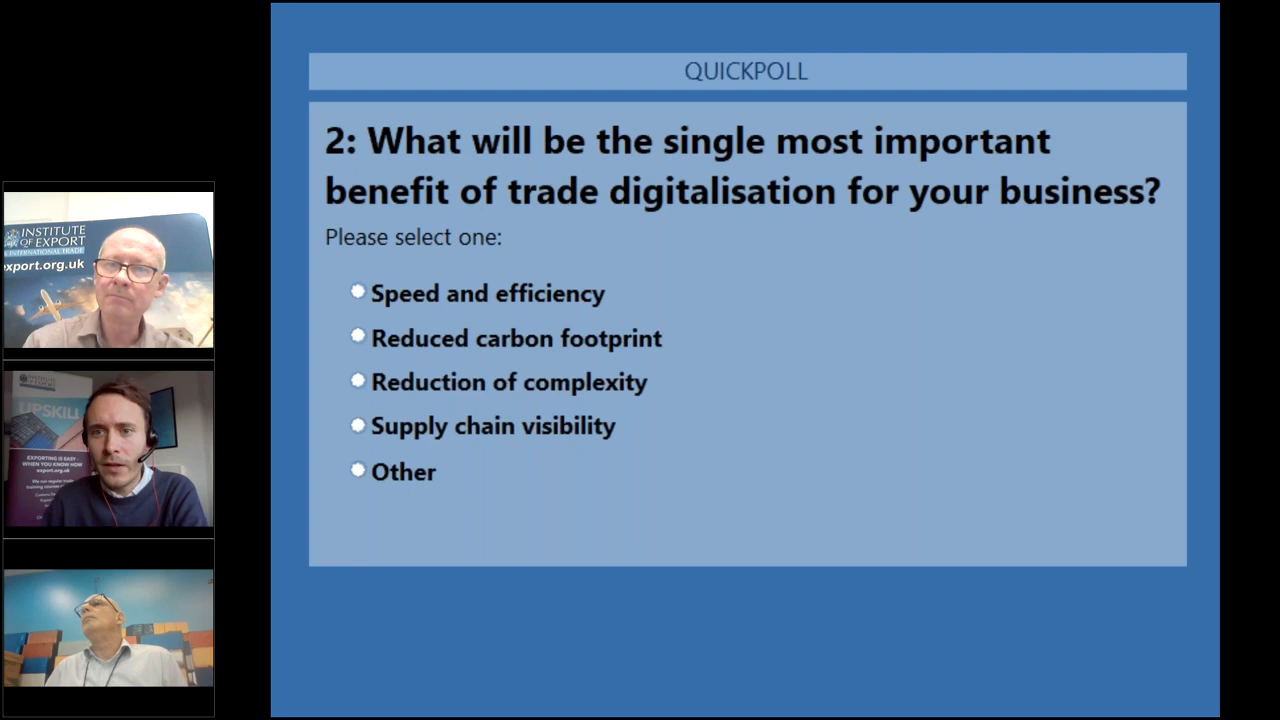 QUICKPOLL
2: What will be the single most important
benefit of trade digitalisation for your business?
Please select one:
Speed and efficiency
Reduced carbon footprint
Reduction of complexity
Supply chain visibility
Other
INSTITUTE
OF EXPORT
& INTERNATIONAL TRADE
export.org.uk
UPSKILL
EXPORTING IS EASY -
WHEN YOU KNOW HOW
export.org.uk